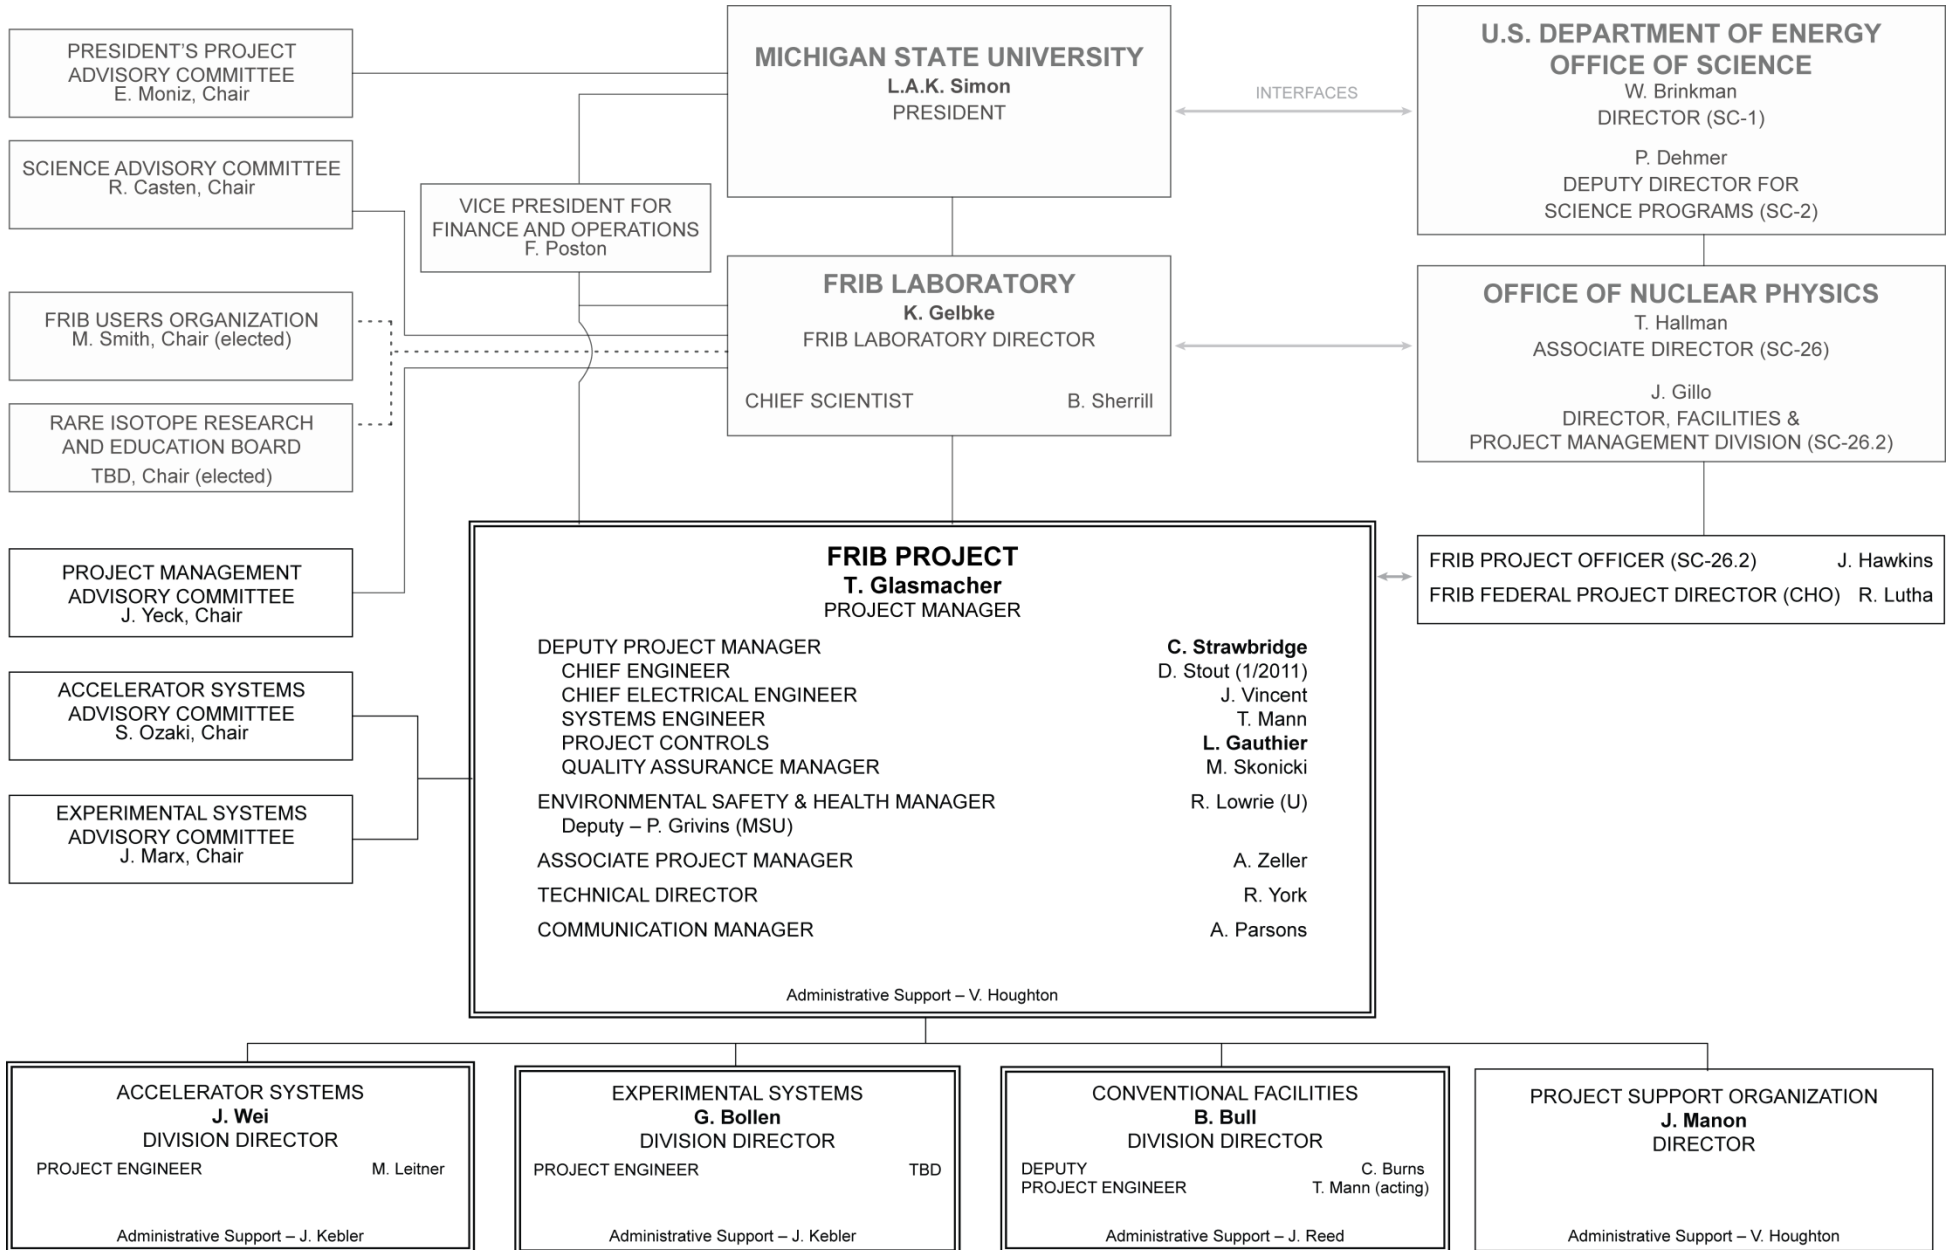 PRESIDENT'S PROJECT
ADVISORY COMMITTEE
E. Moniz, Chair
MICHIGAN STATE UNIVERSITY
L.A.K. Simon
PRESIDENT
INTERFACES
U.S. DEPARTMENT OF ENERGY
OFFICE OF SCIENCE
W. Brinkman
DIRECTOR (SC-1)
P. Dehmer
DEPUTY DIRECTOR FOR
SCIENCE PROGRAMS (SC-2)
SCIENCE ADVISORY COMMITTEE
R. Casten, Chair
VICE PRESIDENT FOR
FINANCE AND OPERATIONS
F. Poston
FRIB LABORATORY
K. Gelbke
FRIB LABORATORY DIRECTOR
CHIEF SCIENTIST B. Sherrill
OFFICE OF NUCLEAR PHYSICS
T. Hallman
ASSOCIATE DIRECTOR (SC-26)
J. Gillo
DIRECTOR, FACILITIES &
PROJECT MANAGEMENT DIVISION (SC-26.2)
FRIB USERS ORGANIZATION
M. Smith, Chair (elected)
RARE ISOTOPE RESEARCH
AND EDUCATION BOARD
TBD, Chair (elected)
PROJECT MANAGEMENT
ADVISORY COMMITTEE
J. Yeck, Chair
ACCELERATOR SYSTEMS
ADVISORY COMMITTEE
S. Ozaki, Chair
EXPERIMENTAL SYSTEMS
ADVISORY COMMITTEE
J. Marx, Chair
FRIB PROJECT
T. Glasmacher
PROJECT MANAGER
DEPUTY PROJECT MANAGER C. Strawbridge
CHIEF ENGINEER D. Stout (1/2011)
CHIEF ELECTRICAL ENGINEER J. Vincent
SYSTEMS ENGINEER T. Mann
PROJECT CONTROLS L. Gauthier
QUALITY ASSURANCE MANAGER M. Skonicki
ENVIRONMENTAL SAFETY & HEALTH MANAGER R. Lowrie (U)
Deputy – P. Grivins (MSU)
ASSOCIATE PROJECT MANAGER A. Zeller
TECHNICAL DIRECTOR R. York
COMMUNICATION MANAGER A. Parsons
Administrative Support – V. Houghton
FRIB PROJECT OFFICER (SC-26.2) J. Hawkins
FRIB FEDERAL PROJECT DIRECTOR (CHO) R. Lutha
ACCELERATOR SYSTEMS
J. Wei
DIVISION DIRECTOR
PROJECT ENGINEER M. Leitner
Administrative Support – J. Kebler
EXPERIMENTAL SYSTEMS
G. Bollen
DIVISION DIRECTOR
PROJECT ENGINEER TBD
Administrative Support – J. Kebler
CONVENTIONAL FACILITIES
B. Bull
DIVISION DIRECTOR
DEPUTY C. Burns
PROJECT ENGINEER T. Mann (acting)
Administrative Support – J. Reed
PROJECT SUPPORT ORGANIZATION
J. Manon
DIRECTOR
Administrative Support – V. Houghton